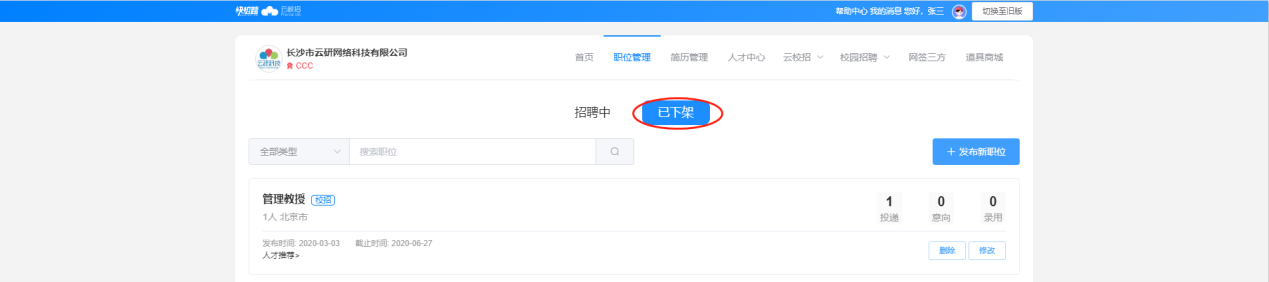 快招聘 云校招 帮助中心 我的消息 您好, 张三 切换至旧版
长沙市云研网络科技有限公司
CCC
首页 职位管理 简历管理 人才中心 云校招 校园招聘 网签三方 道具商城
招聘中 已下架
全部类型 搜索职位
+ 发布新职位
管理教授 校招
1人 北京市
1 0 0
投递 意向 录用
发布时间: 2020-03-03 截止时间: 2020-06-27
人才推荐>
删除 修改